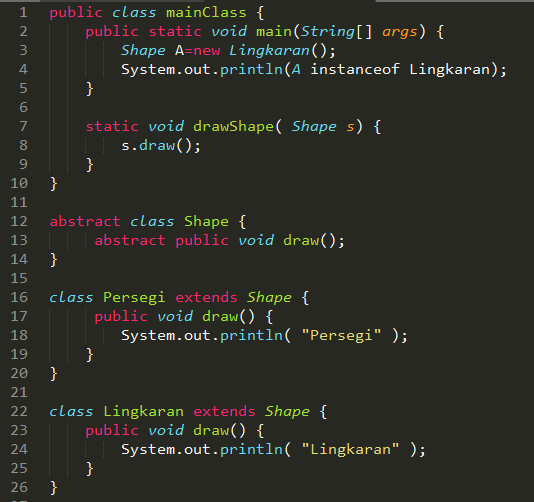 1 public class mainClass {
2     public static void main(String[] args) {
3         Shape A=new Lingkaran();
4         System.out.println(A instanceof Lingkaran);
5     }
6
7     static void drawShape( Shape s) {
8         s.draw();
9     }
10 }
11
12 abstract class Shape {
13      abstract public void draw();
14 }
15
16 class Persegi extends Shape {
17      public void draw() {
18         System.out.println( "Persegi" );
19     }
20 }
21
22 class Lingkaran extends Shape {
23     public void draw() {
24         System.out.println( "Lingkaran" );
25     }
26 }